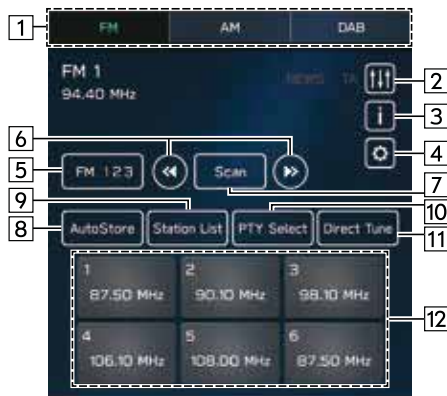 1 FM AM DAB
FM 1
94.40 MHz
NEWS TA 2
i 3
4
6
5 FM 1 2 3 Scan 7
9 10
8 AutoStore Station List PTY Select Direct Tune 11
1 2 3
87.50 MHz 90.10 MHz 98.10 MHz
12
4 5 6
106.10 MHz 108.00 MHz 87.50 MHz